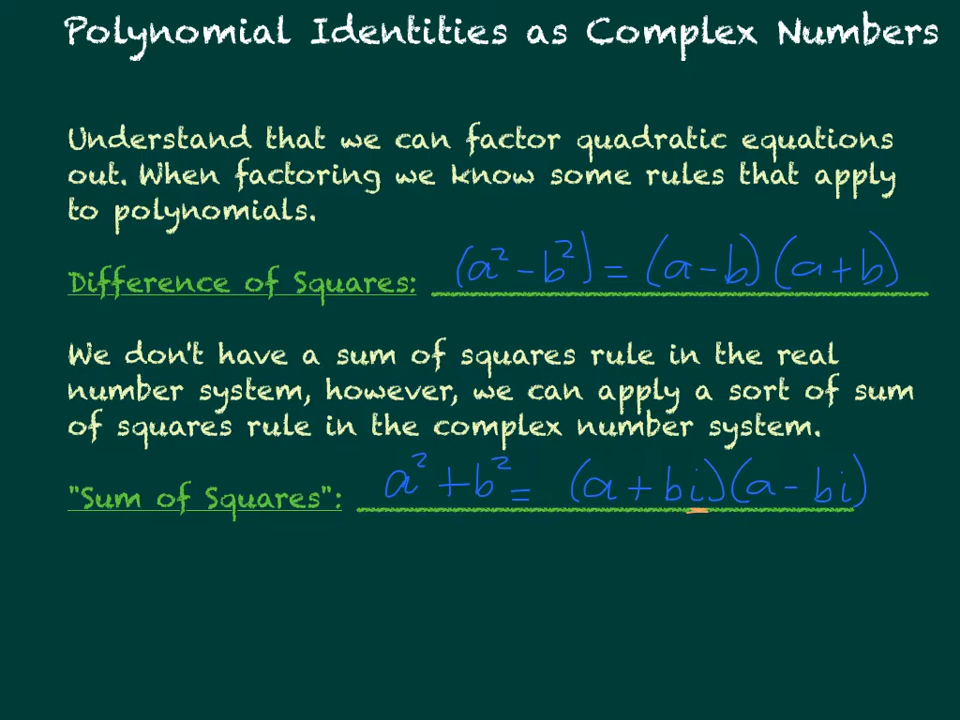 Polynomial Identities as Complex Numbers
Understand that we can factor quadratic equations
out. When factoring we know some rules that apply
to polynomials.
Difference of Squares: (a² - b²) = (a - b) (a + b)
We don't have a sum of squares rule in the real
number system, however, we can apply a sort of sum
of squares rule in the complex number system.
"Sum of Squares": a² + b² = (a + bi)(a - bi)